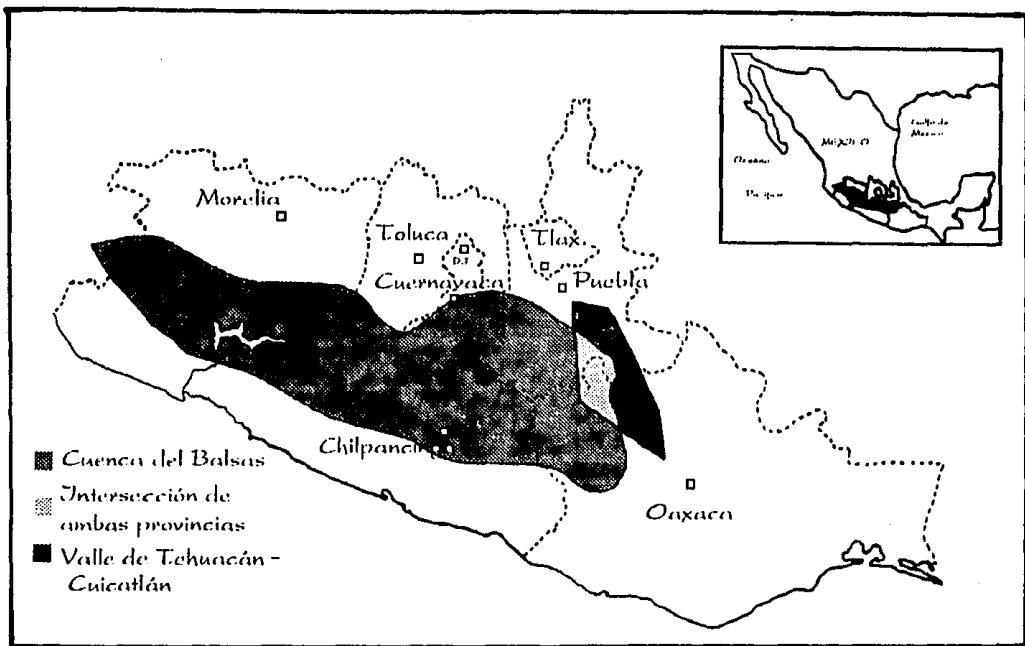 Golfo de
México
MÉXICO
Océano
Pacífico
Morelia
Toluca
D.F
Tlax.
Cuernavaca
Puebla
Chilpancin
Oaxaca
Cuenca del Balsas
Intersección de
ambas provincias
Valle de Tehuacán -
Cuicatlán